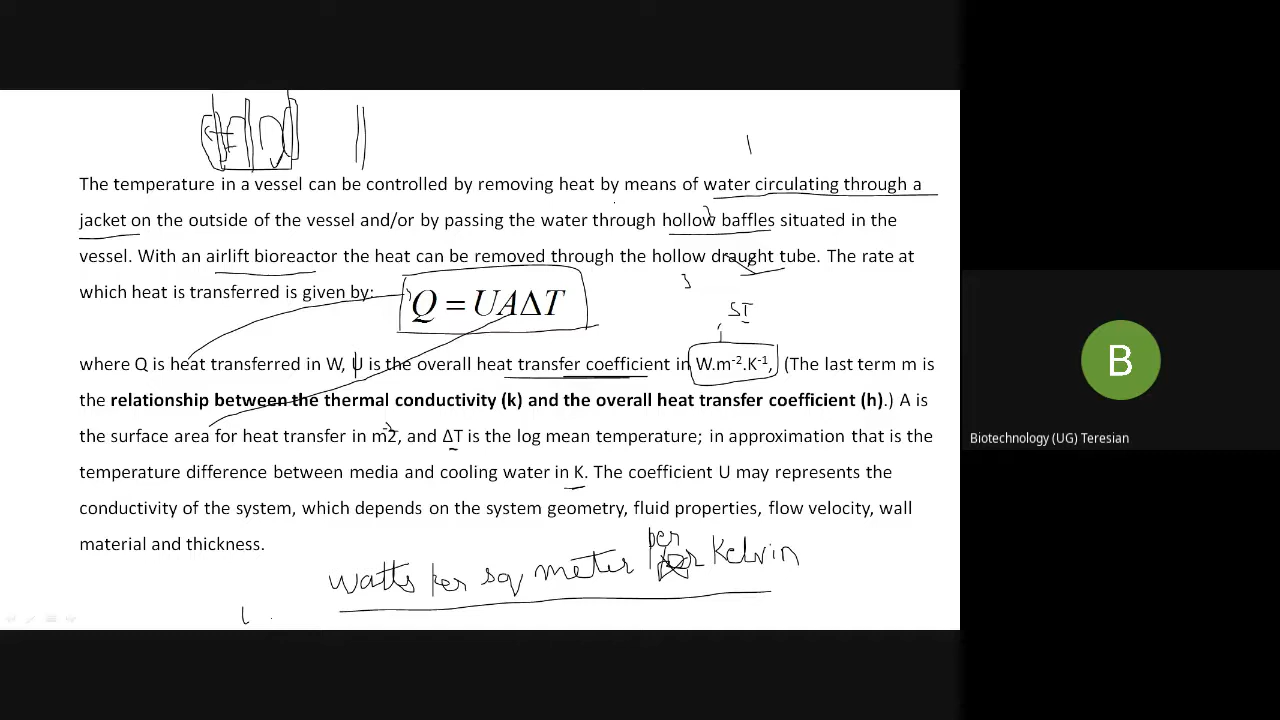 The temperature in a vessel can be controlled by removing heat by means of water circulating through a
jacket on the outside of the vessel and/or by passing the water through hollow baffles situated in the
vessel. With an airlift bioreactor the heat can be removed through the hollow draught tube. The rate at
which heat is transferred is given by:
Q = UAΔT
SI
where Q is heat transferred in W, U is the overall heat transfer coefficient in W.m⁻².K⁻¹, (The last term m is
the relationship between the thermal conductivity (k) and the overall heat transfer coefficient (h).) A is
the surface area for heat transfer in m⁻2, and ΔT is the log mean temperature; in approximation that is the
temperature difference between media and cooling water in K. The coefficient U may represents the
conductivity of the system, which depends on the system geometry, fluid properties, flow velocity, wall
material and thickness.
watts per sq meter per Kelvin
B
Biotechnology (UG) Teresian